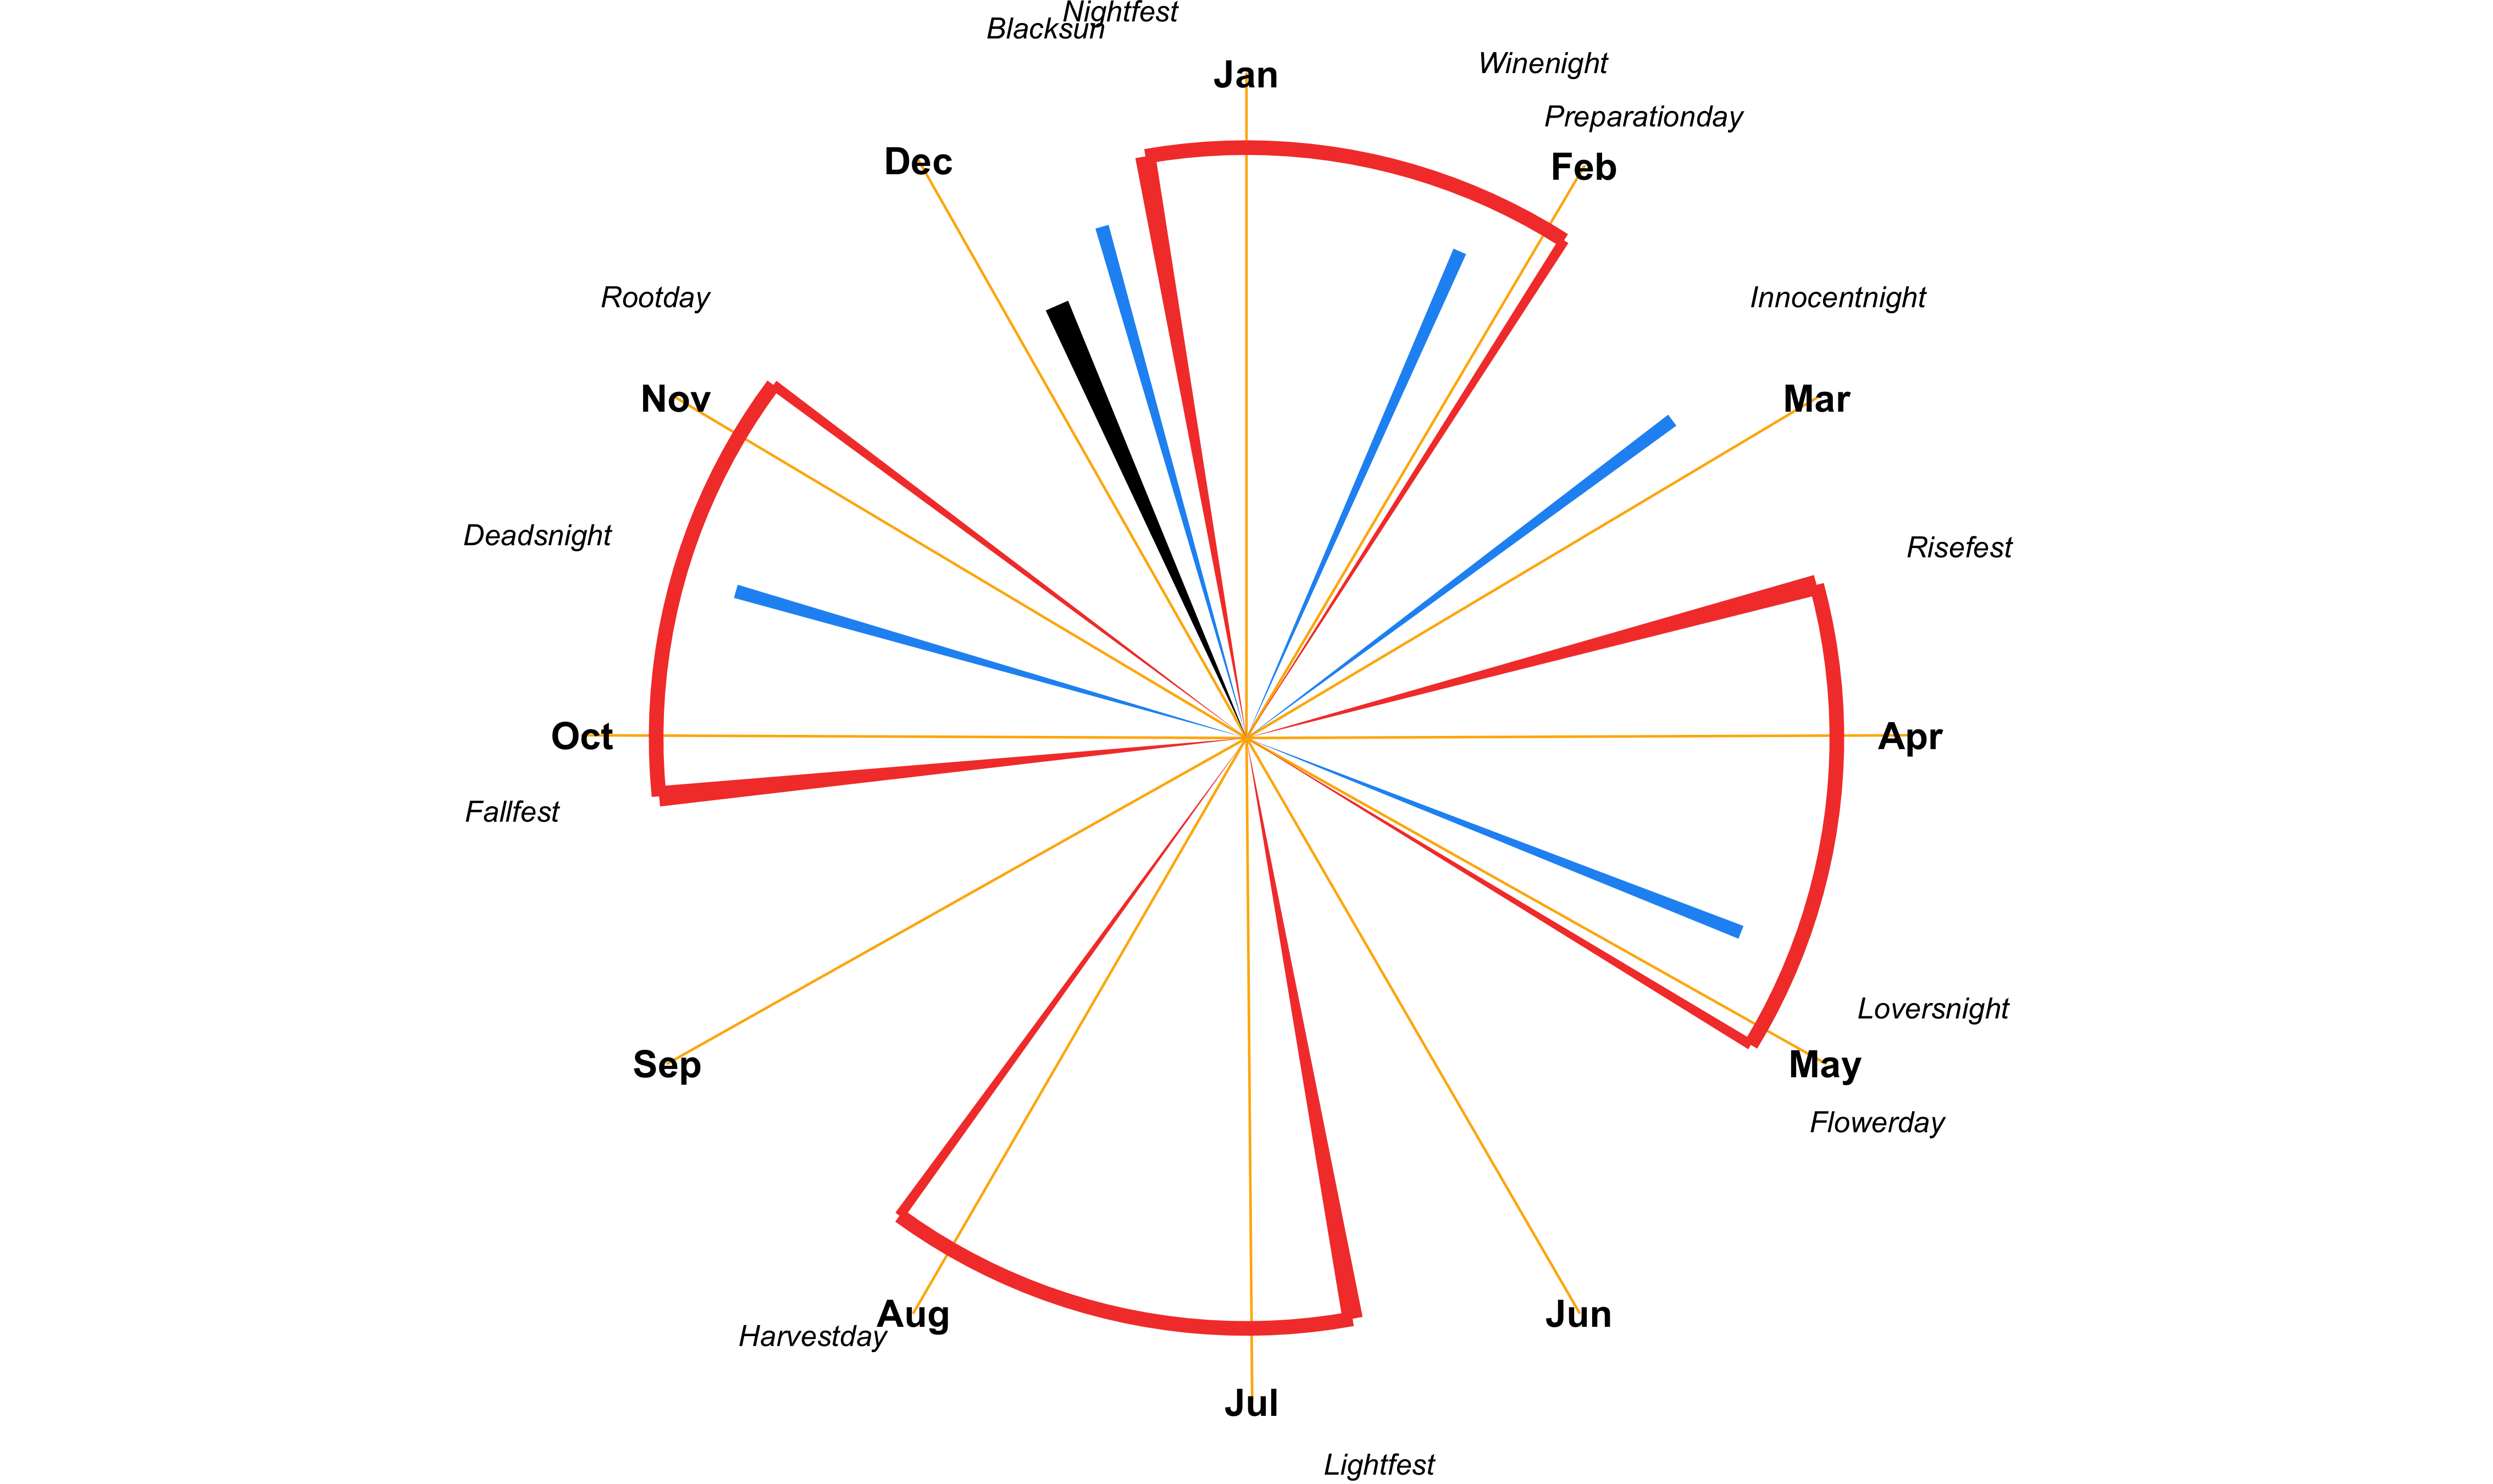 Nightfest
Blacksun
Winenight
Jan
Preparationday
Dec
Feb
Rootday
Innocentnight
Nov
Mar
Deadsnight
Risefest
Oct
Apr
Fallfest
Loversnight
Sep
May
Flowerday
Aug
Jun
Harvestday
Jul
Lightfest